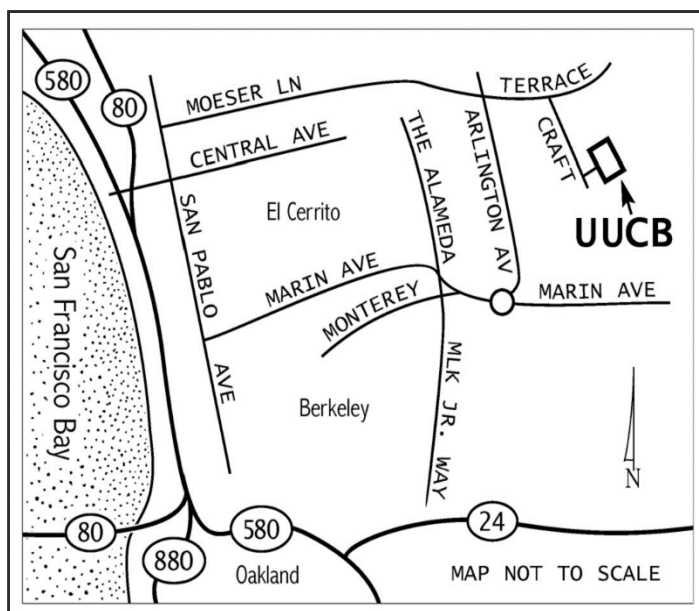 580
80
MOESER LN
TERRACE
CENTRAL AVE
THE ALAMEDA
ARLINGTON AV
CRAFT
SAN PABLO
AVE
El Cerrito
UUCB
San Francisco Bay
MARIN AVE
MARIN AVE
MONTEREY
MLK JR. WAY
Berkeley
N
80
880
580
24
Oakland
MAP NOT TO SCALE